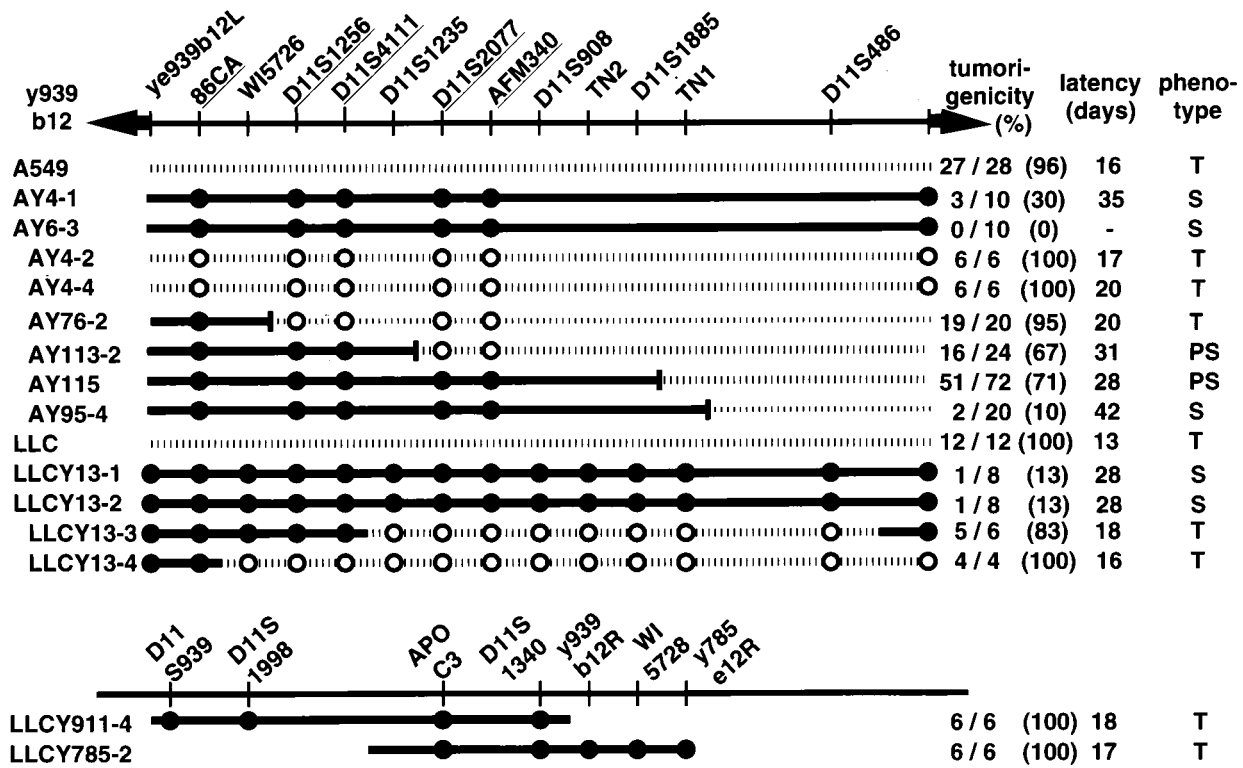 ye939b12L 86CA WI5726 D11S1256 D11S4111 D11S1235 D11S2077 AFM340 D11S908 TN2 D11S1885 TN1 D11S486
y939 b12
tumori-genicity (%) latency (days) pheno-type
A549 27 / 28 (96) 16 T
AY4-1 3 / 10 (30) 35 S
AY6-3 0 / 10 (0) - S
AY4-2 6 / 6 (100) 17 T
AY4-4 6 / 6 (100) 20 T
AY76-2 19 / 20 (95) 20 T
AY113-2 16 / 24 (67) 31 PS
AY115 51 / 72 (71) 28 PS
AY95-4 2 / 20 (10) 42 S
LLC 12 / 12 (100) 13 T
LLCY13-1 1 / 8 (13) 28 S
LLCY13-2 1 / 8 (13) 28 S
LLCY13-3 5 / 6 (83) 18 T
LLCY13-4 4 / 4 (100) 16 T
D11 S939 D11S 1998 APO C3 D11S 1340 y939 b12R WI 5728 y785 e12R
LLCY911-4 6 / 6 (100) 18 T
LLCY785-2 6 / 6 (100) 17 T